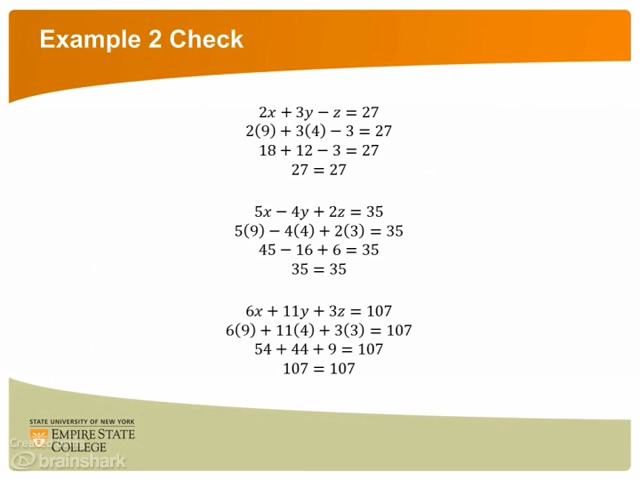 Example 2 Check
2x + 3y − z = 27
2(9) + 3(4) − 3 = 27
18 + 12 − 3 = 27
27 = 27
5x − 4y + 2z = 35
5(9) − 4(4) + 2(3) = 35
45 − 16 + 6 = 35
35 = 35
6x + 11y + 3z = 107
6(9) + 11(4) + 3(3) = 107
54 + 44 + 9 = 107
107 = 107
STATE UNIVERSITY OF NEW YORK
EMPIRE STATE
COLLEGE
brainshark